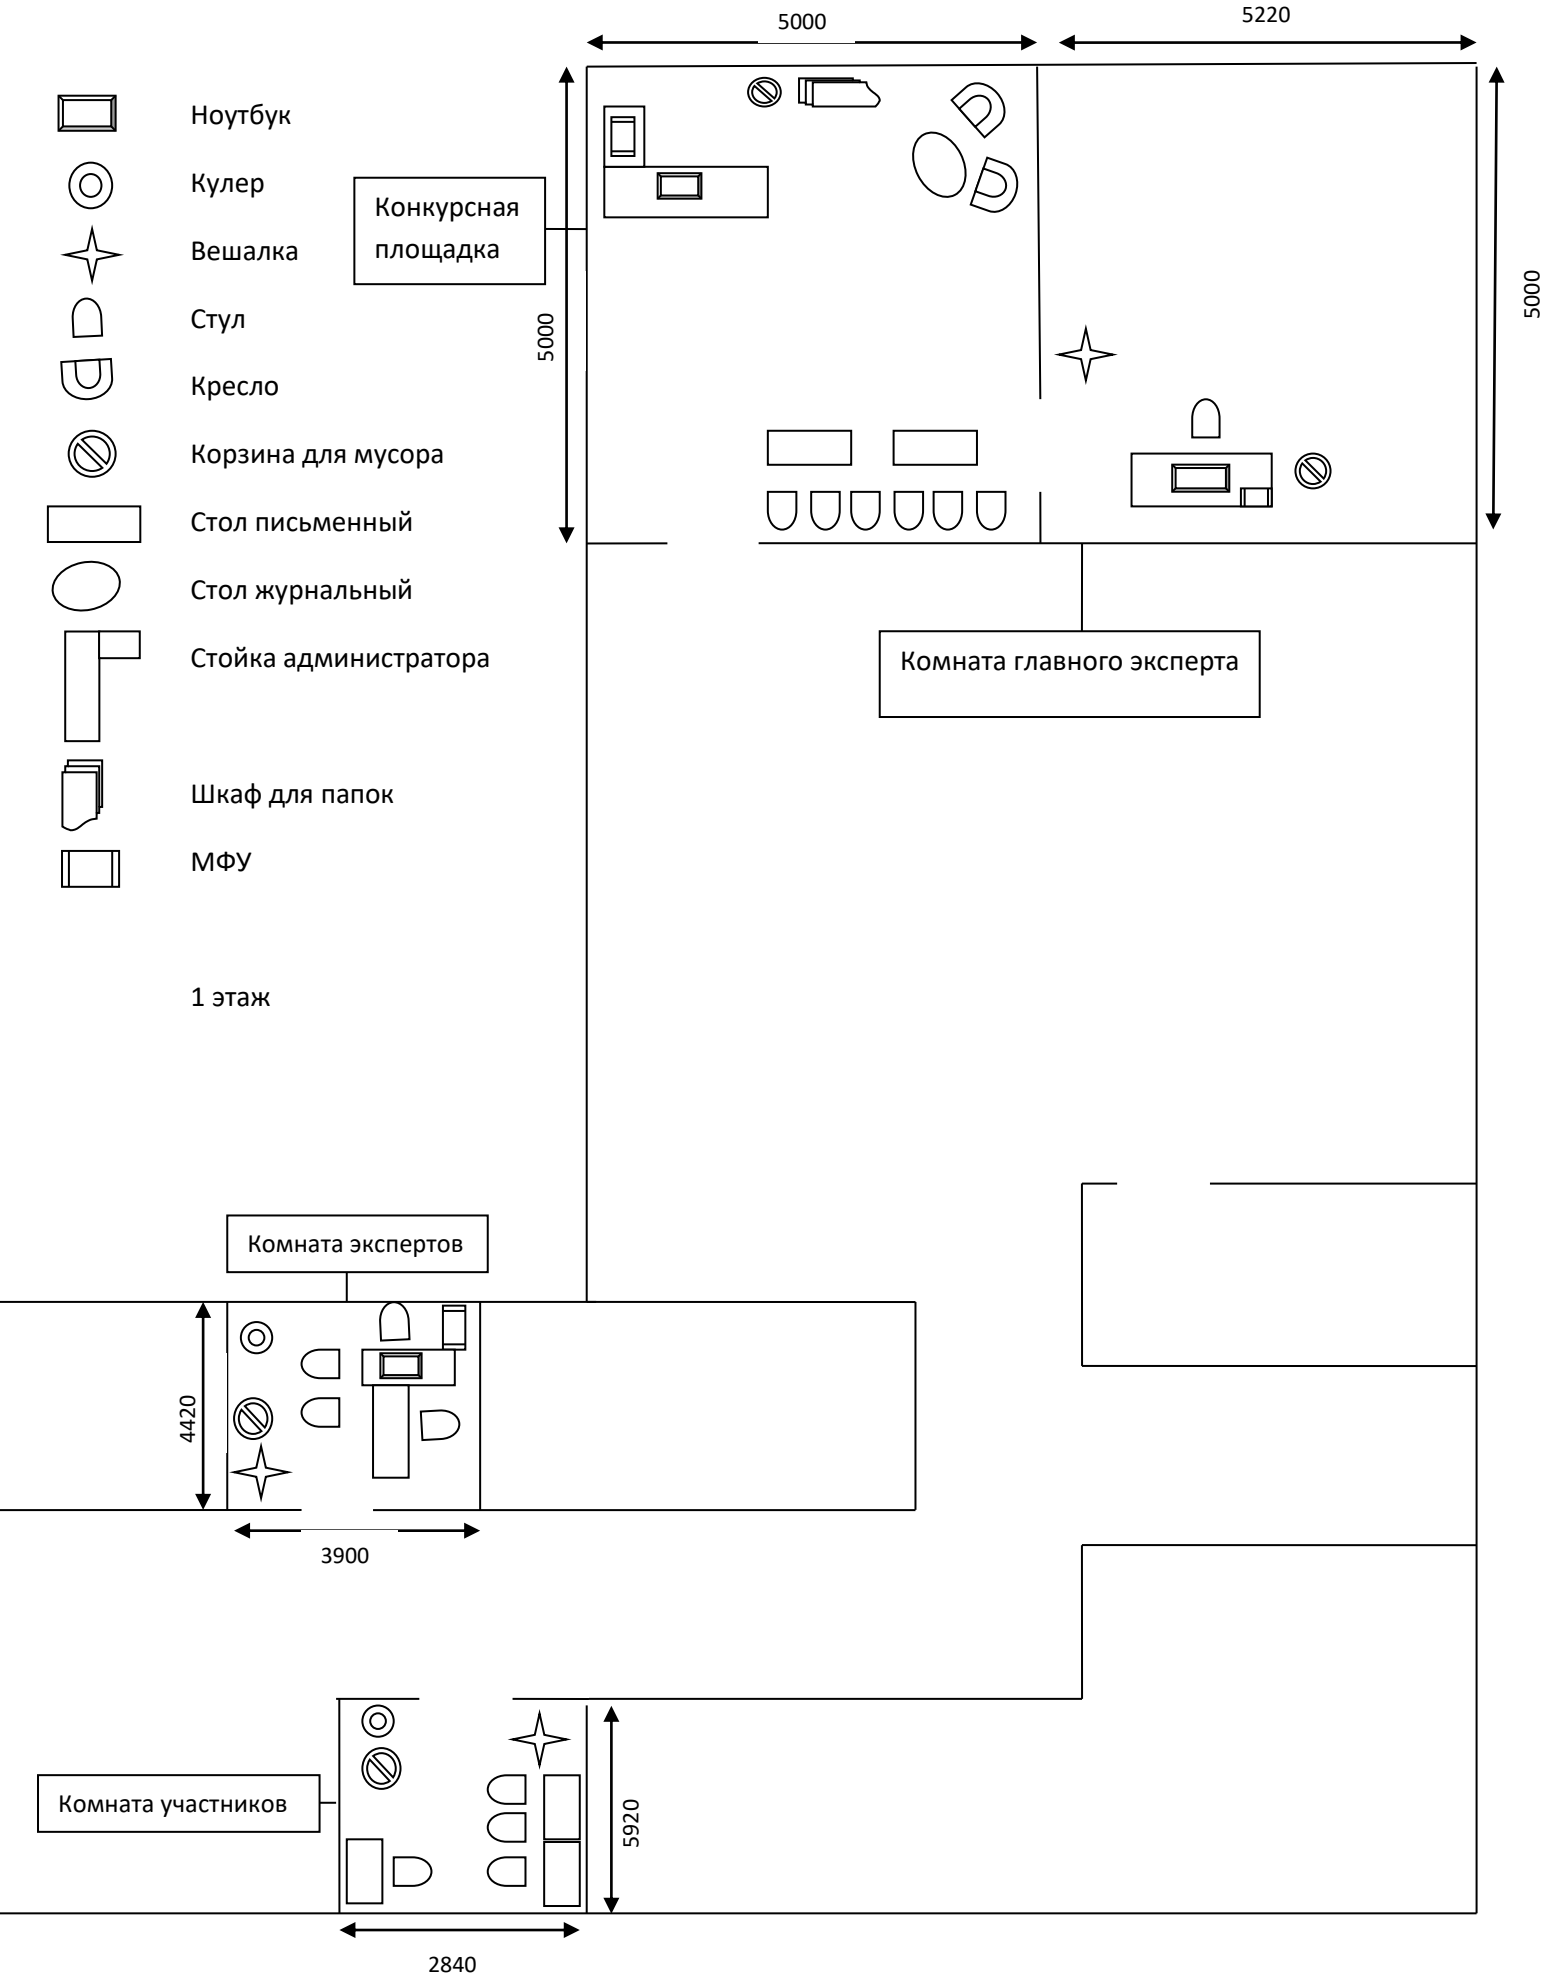 5000
5220
Ноутбук
Кулер
Конкурсная
площадка
Вешалка
5000
Стул
5000
Кресло
Корзина для мусора
Стол письменный
Стол журнальный
Стойка администратора
Комната главного эксперта
Шкаф для папок
МФУ
1 этаж
Комната экспертов
4420
3900
Комната участников
5920
2840